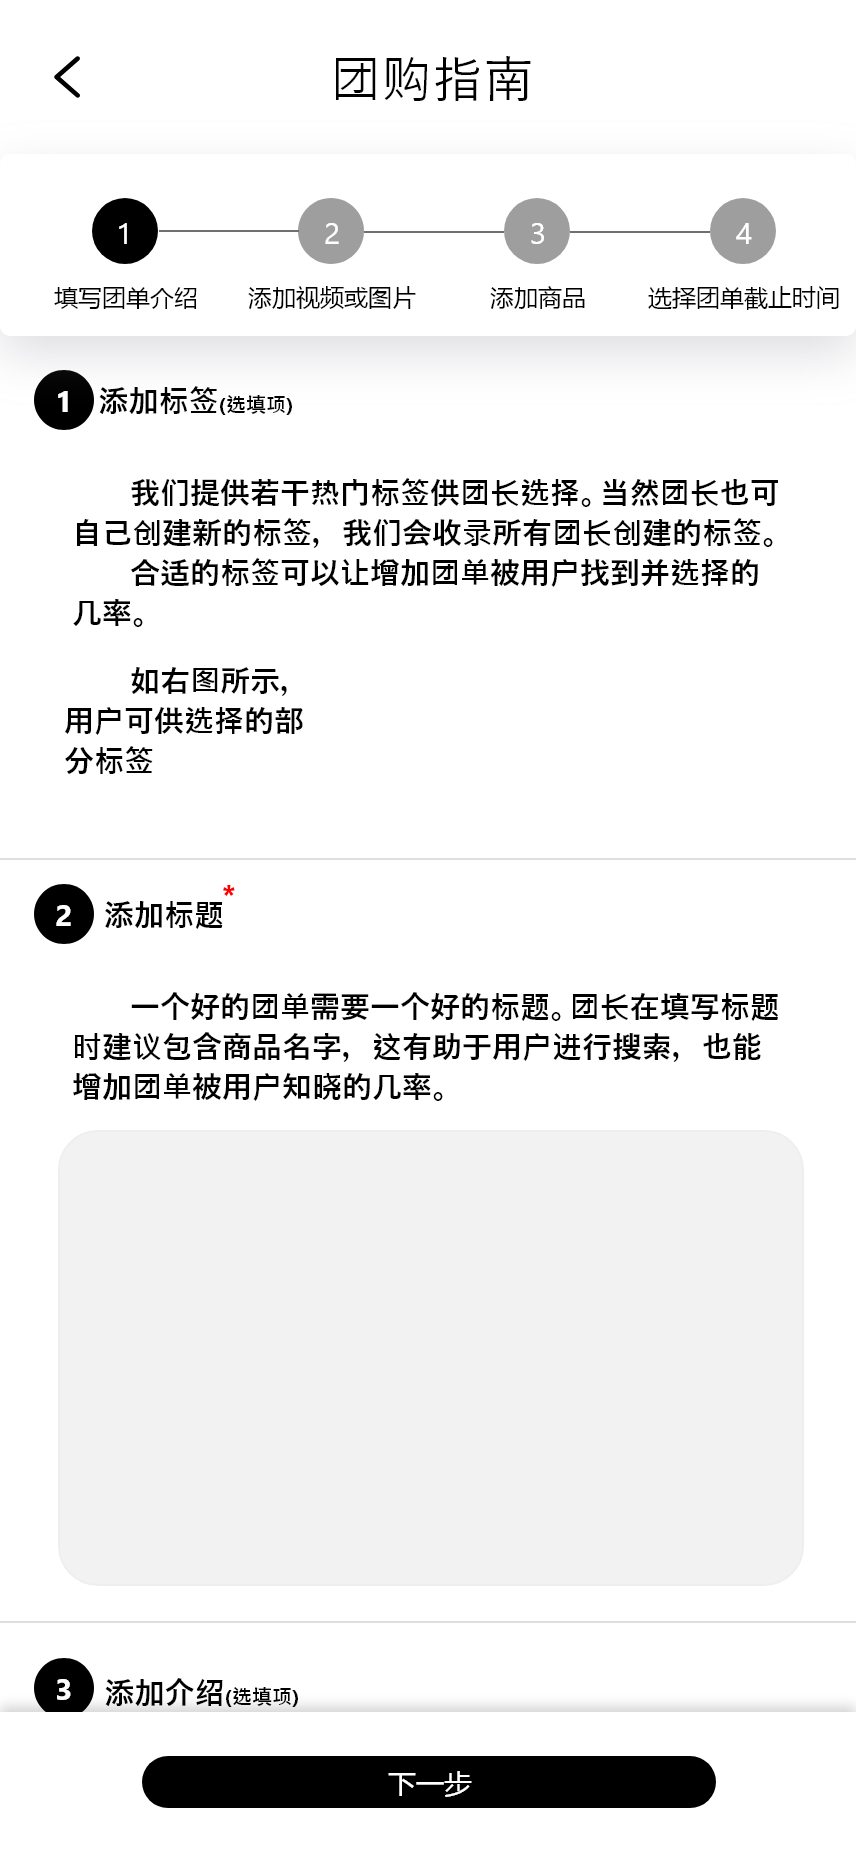 团购指南
1 2 3 4
填写团单介绍 添加视频或图片 添加商品 选择团单截止时间
1 添加标签(选填项)
我们提供若干热门标签供团长选择。当然团长也可
自己创建新的标签，我们会收录所有团长创建的标签。
合适的标签可以让增加团单被用户找到并选择的
几率。
如右图所示，
用户可供选择的部
分标签
2 添加标题*
一个好的团单需要一个好的标题。团长在填写标题
时建议包含商品名字，这有助于用户进行搜索，也能
增加团单被用户知晓的几率。
3 添加介绍(选填项)
下一步